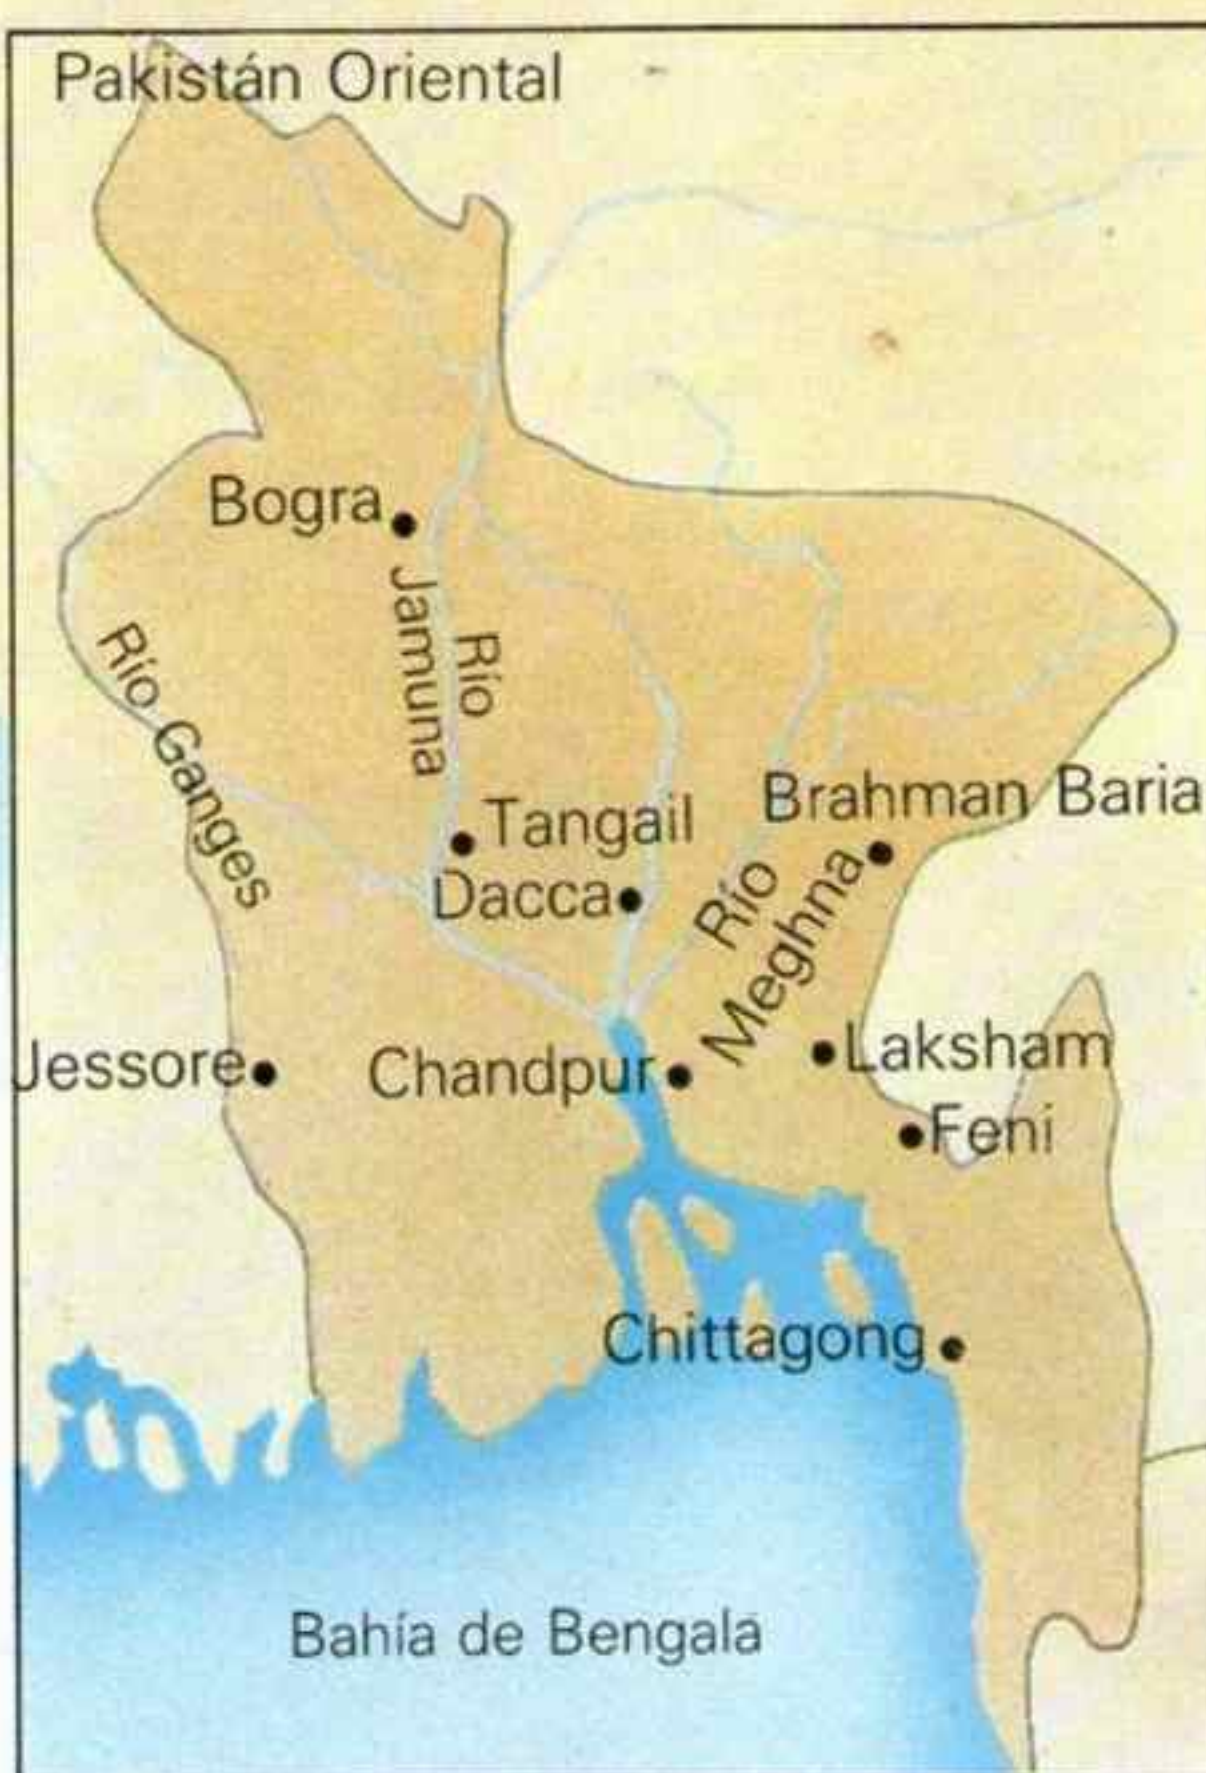 Pakistán Oriental
Bogra
Río Jamuna
Río Ganges
Tangail
Brahman Baria
Dacca
Río Meghna
Jessore
Chandpur
Laksham
Feni
Chittagong
Bahía de Bengala